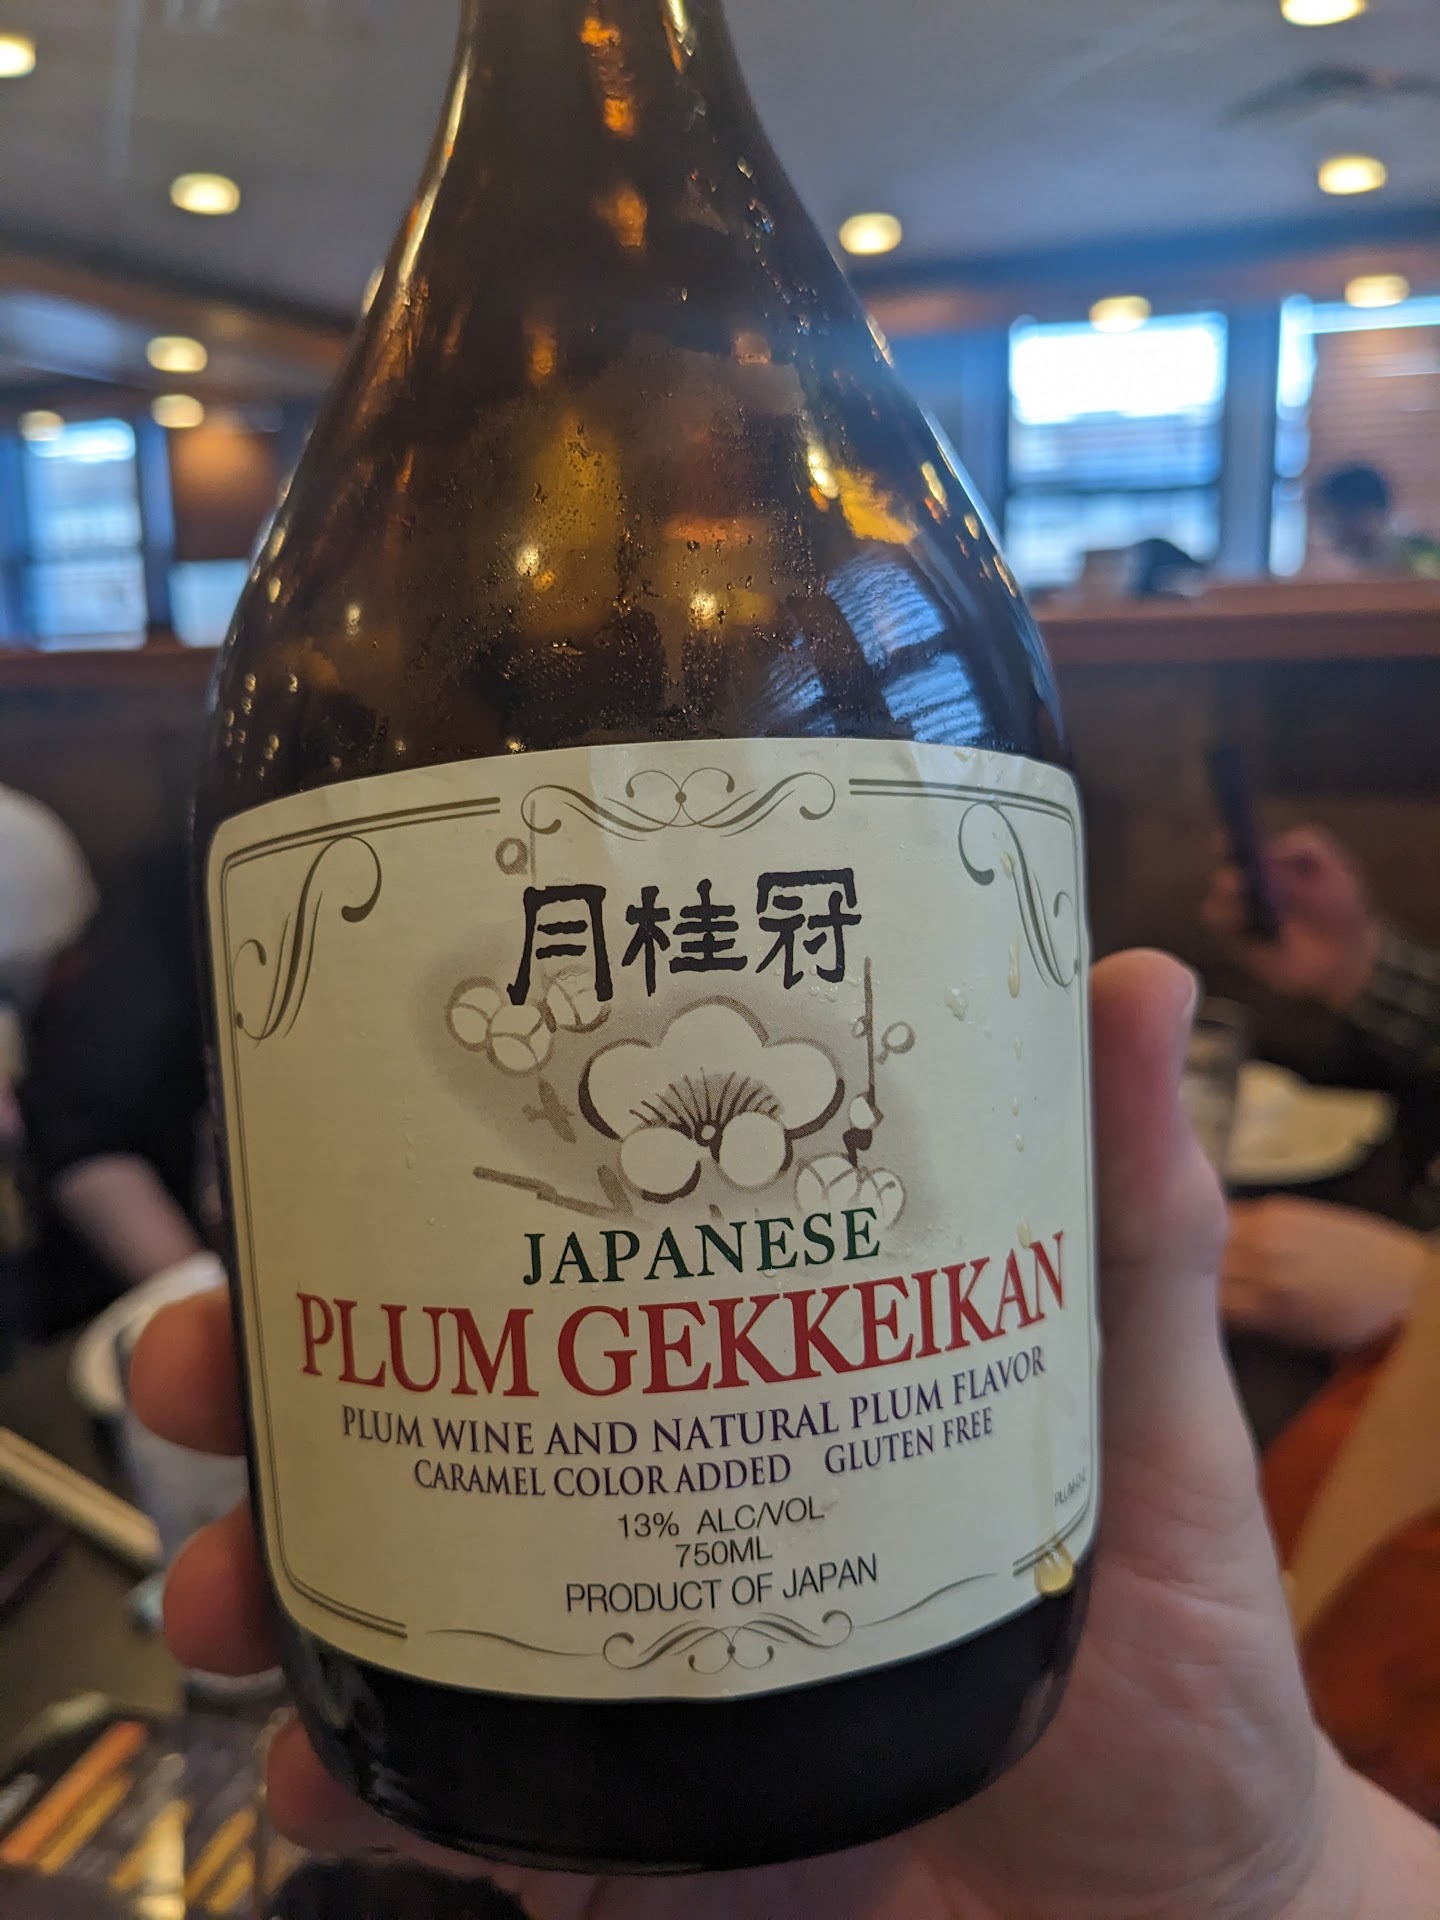 月桂冠
JAPANESE
PLUM GEKKEIKAN
PLUM WINE AND NATURAL PLUM FLAVOR
CARAMEL COLOR ADDED GLUTEN FREE
13% ALC/VOL
750ML
PRODUCT OF JAPAN